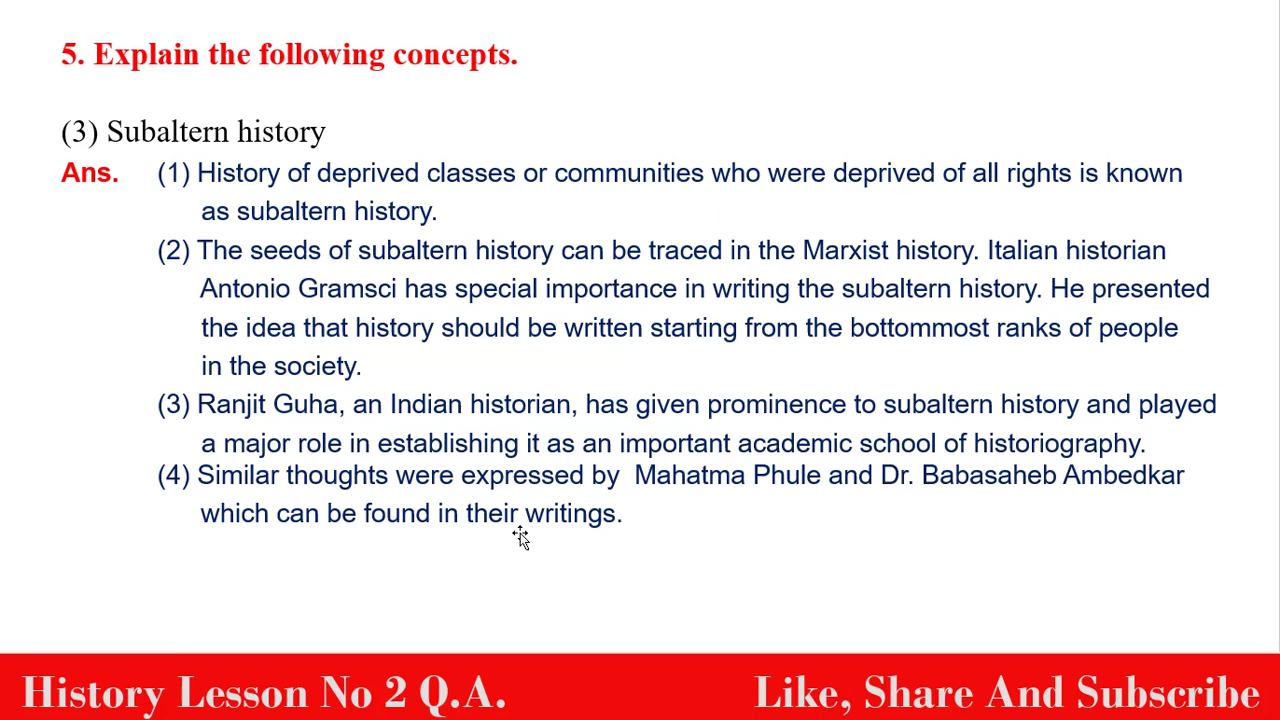 5. Explain the following concepts.
(3) Subaltern history
Ans. (1) History of deprived classes or communities who were deprived of all rights is known
as subaltern history.
(2) The seeds of subaltern history can be traced in the Marxist history. Italian historian
Antonio Gramsci has special importance in writing the subaltern history. He presented
the idea that history should be written starting from the bottommost ranks of people
in the society.
(3) Ranjit Guha, an Indian historian, has given prominence to subaltern history and played
a major role in establishing it as an important academic school of historiography.
(4) Similar thoughts were expressed by Mahatma Phule and Dr. Babasaheb Ambedkar
which can be found in their writings.
History Lesson No 2 Q.A. Like, Share And Subscribe